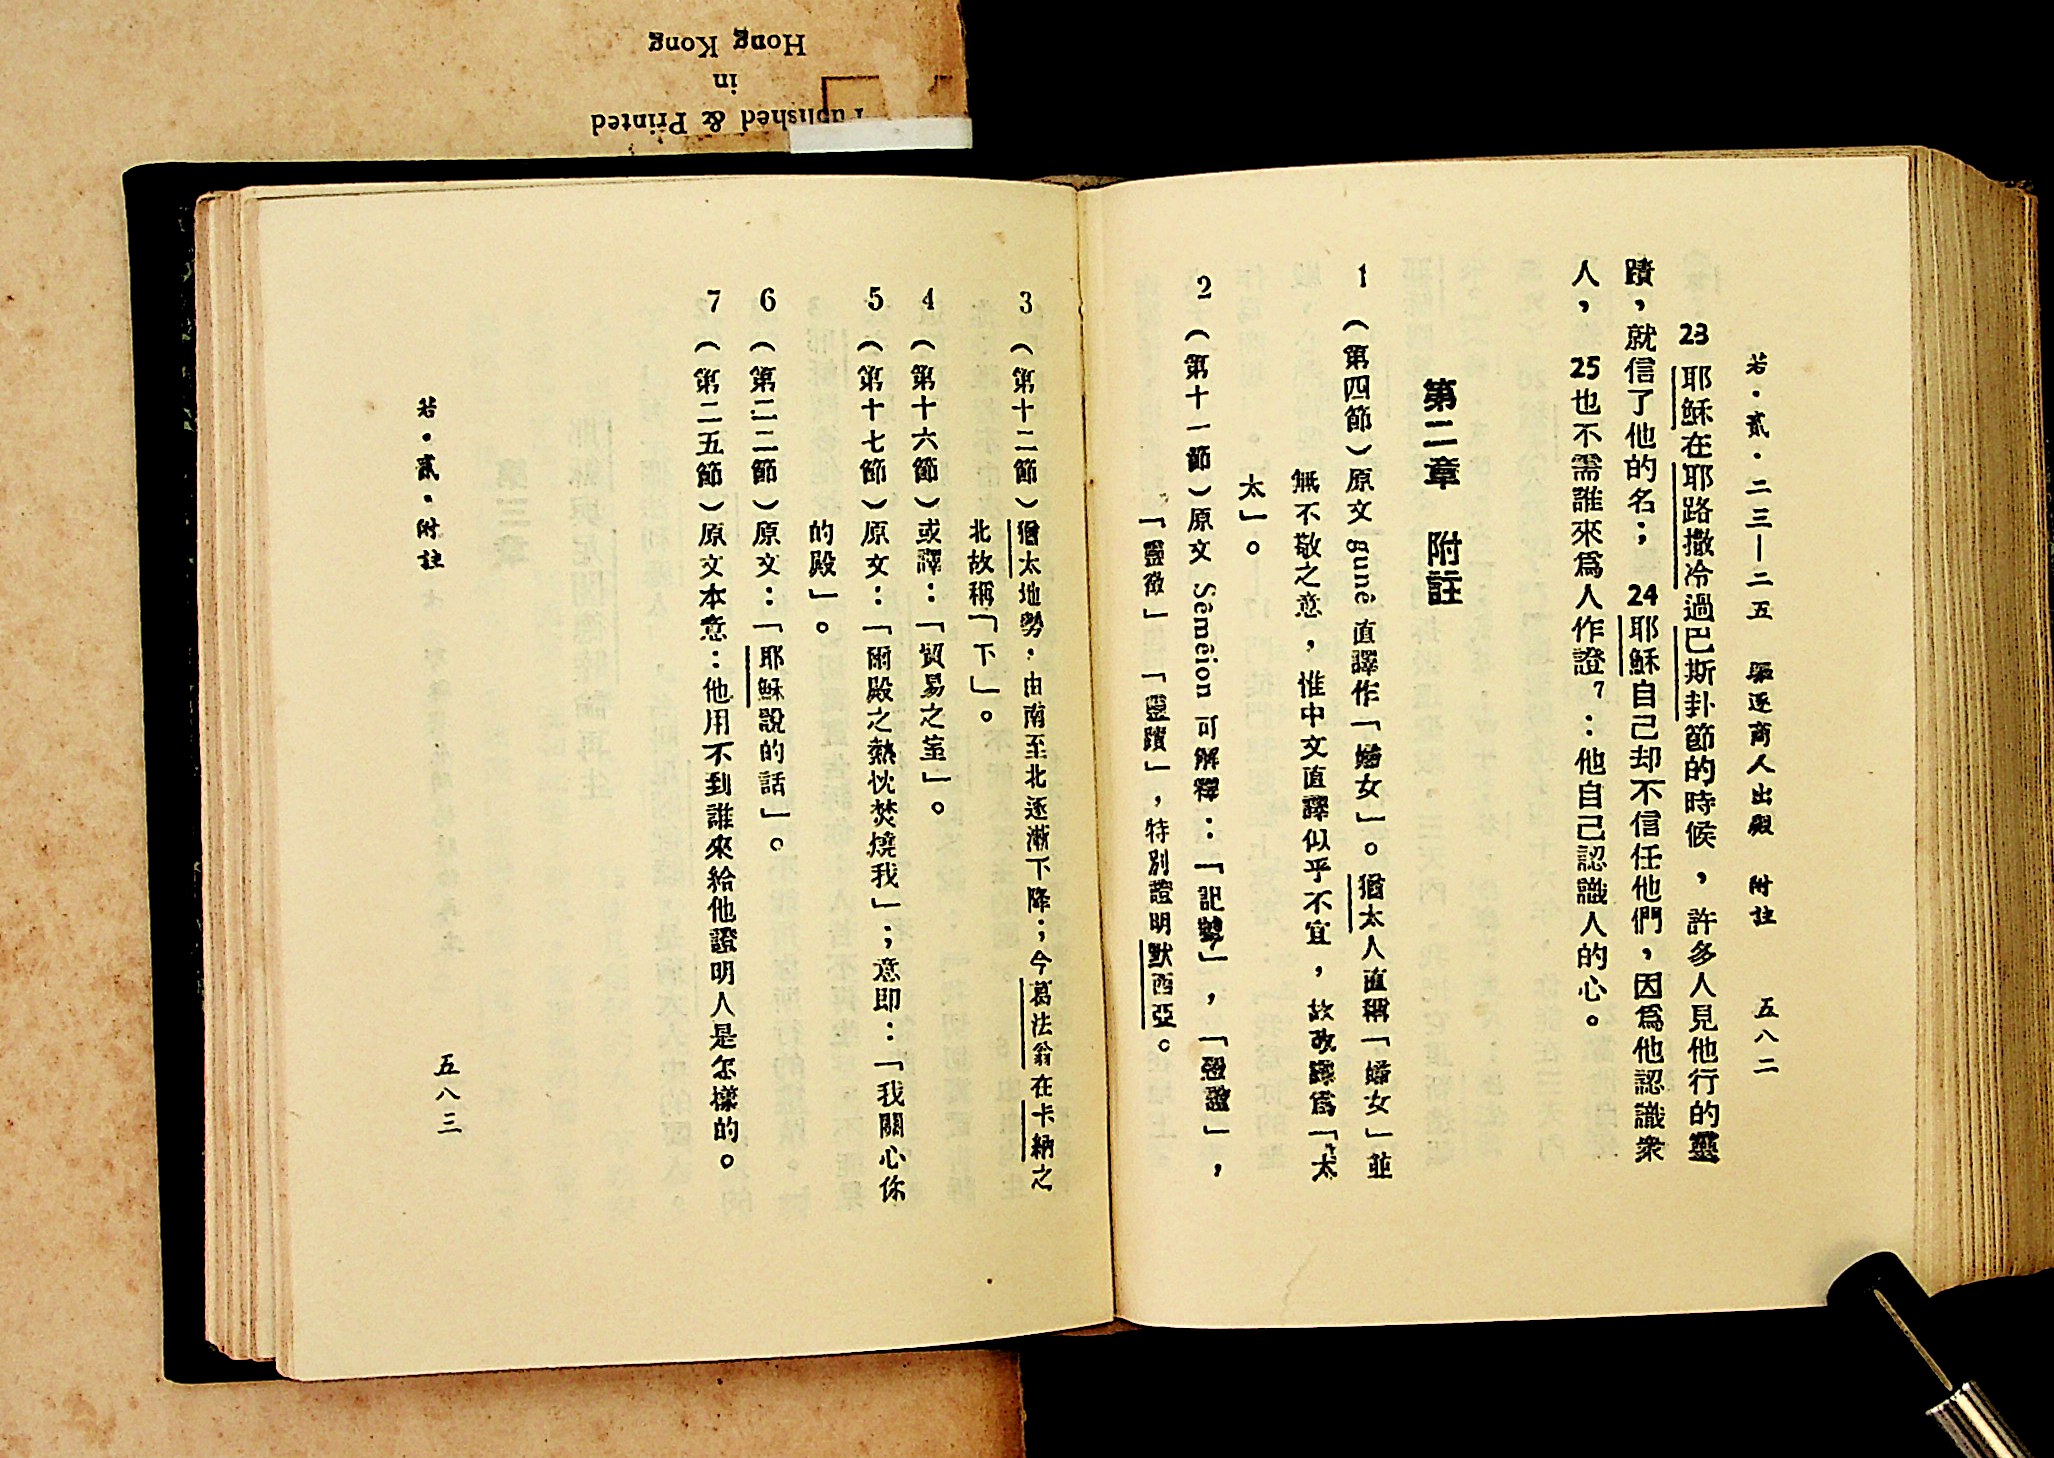 Published & Printed
in
Hong Kong
若·貳·二三—二五 驅逐商人出殿 附註 五八二
23 耶穌在耶路撒冷過巴斯卦節的時候，許多人見他行的靈
蹟，就信了他的名； 24耶穌自己却不信任他們，因爲他認識衆
人， 25也不需誰來爲人作證7：他自己認識人的心。
第二章 附註
1 （第四節）原文 gunê 直譯作「婦女」。猶太人直稱「婦女」並
無不敬之意，惟中文直譯似乎不宜，故改譯爲「太
太」。
2 （第十一節）原文 Sêmêion 可解釋：「記號」，「憑證」，
「靈徵」「靈蹟」，特別證明默西亞。
3 （第十二節）猶太地勢，由南至北逐漸下降；今葛法翁在卡納之
北故稱「下」。
4 （第十六節）或譯：「貿易之室」。
5 （第十七節）原文：「爾殿之熱忱焚燒我」；意即：「我關心你
的殿」。
6 （第二二節）原文：「耶穌說的話」。
7 （第二五節）原文本意：他用不到誰來給他證明人是怎樣的。
若·貳·附註 五八三